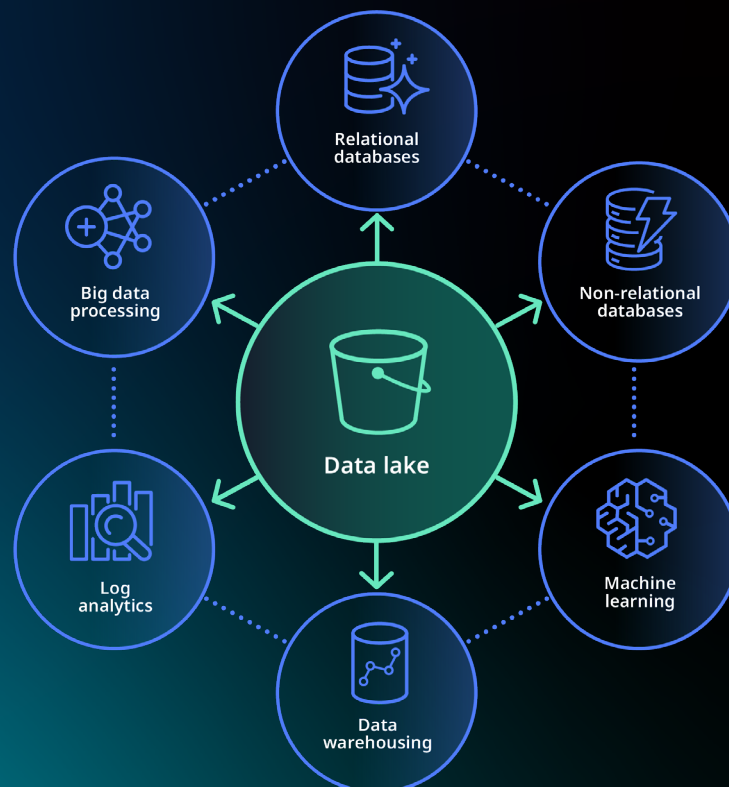 Relational
databases
Big data
processing
Non-relational
databases
Data lake
Log
analytics
Machine
learning
Data
warehousing